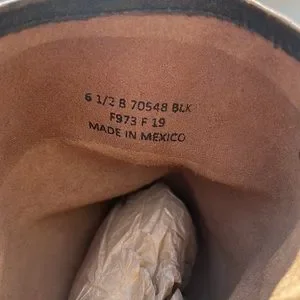 6 1/2 B 70548 BLK
F973 F 19
MADE IN MEXICO